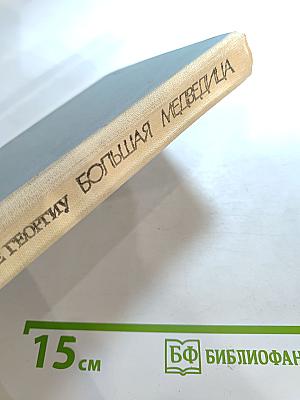 ГЕОРГИУ БОЛЬШАЯ МЕДВЕДИЦА
15 см
БФ БИБЛИОФАН